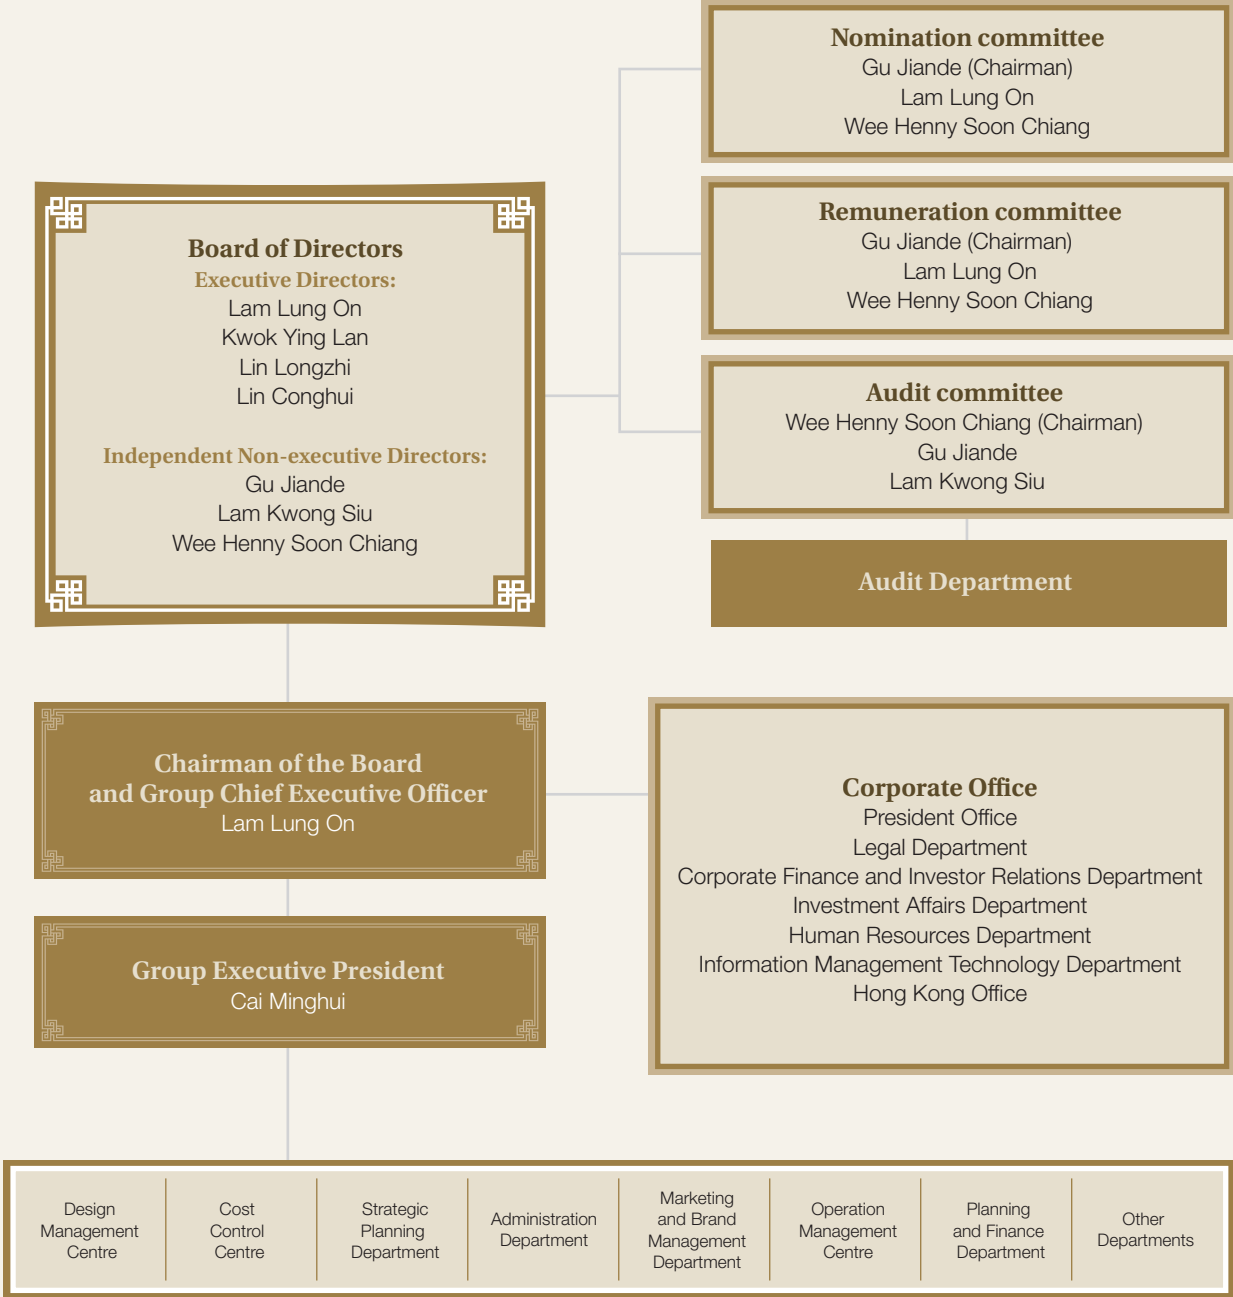 Nomination committee
Gu Jiande (Chairman)
Lam Lung On
Wee Henny Soon Chiang
Remuneration committee
Gu Jiande (Chairman)
Lam Lung On
Wee Henny Soon Chiang
Board of Directors
Executive Directors:
Lam Lung On
Kwok Ying Lan
Lin Longzhi
Lin Conghui
Independent Non-executive Directors:
Gu Jiande
Lam Kwong Siu
Wee Henny Soon Chiang
Audit committee
Wee Henny Soon Chiang (Chairman)
Gu Jiande
Lam Kwong Siu
Audit Department
Chairman of the Board
and Group Chief Executive Officer
Lam Lung On
Corporate Office
President Office
Legal Department
Corporate Finance and Investor Relations Department
Investment Affairs Department
Human Resources Department
Information Management Technology Department
Hong Kong Office
Group Executive President
Cai Minghui
Design
Management
Centre
Cost
Control
Centre
Strategic
Planning
Department
Administration
Department
Marketing
and Brand
Management
Department
Operation
Management
Centre
Planning
and Finance
Department
Other
Departments